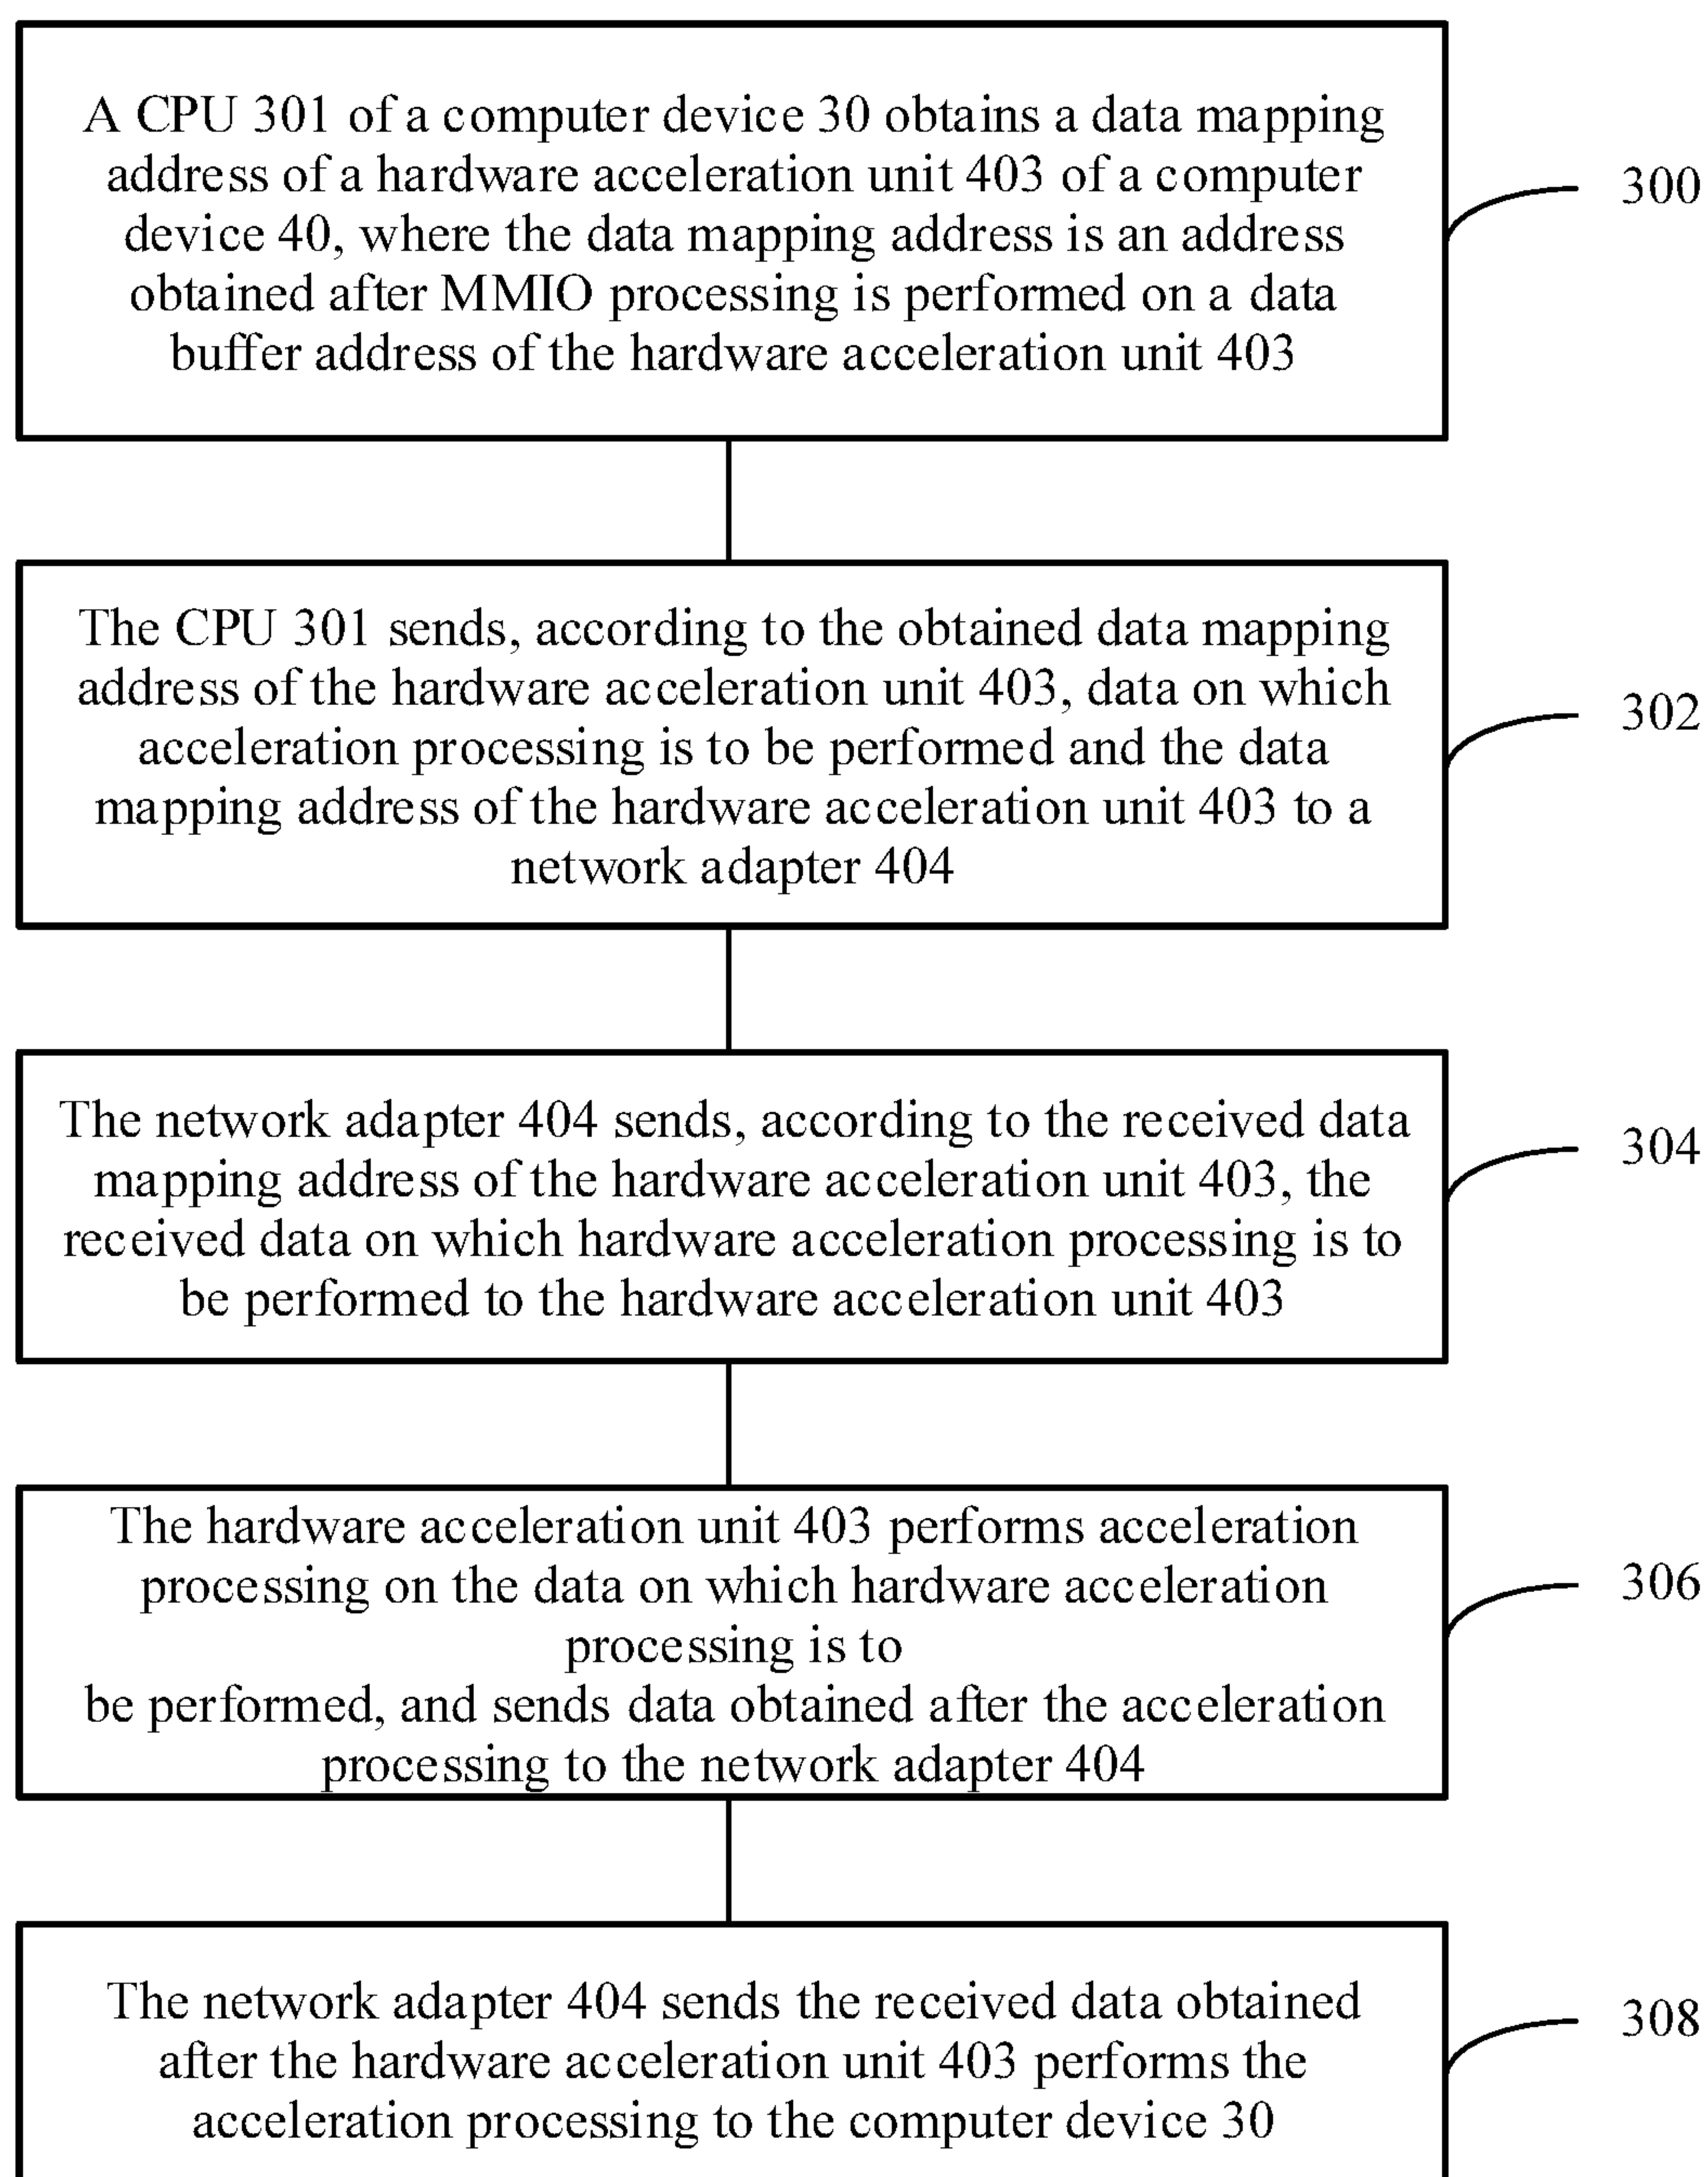 A CPU 301 of a computer device 30 obtains a data mapping
address of a hardware acceleration unit 403 of a computer
device 40, where the data mapping address is an address
obtained after MMIO processing is performed on a data
buffer address of the hardware acceleration unit 403
300
The CPU 301 sends, according to the obtained data mapping
address of the hardware acceleration unit 403, data on which
acceleration processing is to be performed and the data
mapping address of the hardware acceleration unit 403 to a
network adapter 404
302
The network adapter 404 sends, according to the received data
mapping address of the hardware acceleration unit 403, the
received data on which hardware acceleration processing is to
be performed to the hardware acceleration unit 403
304
The hardware acceleration unit 403 performs acceleration
processing on the data on which hardware acceleration
processing is to
be performed, and sends data obtained after the acceleration
processing to the network adapter 404
306
The network adapter 404 sends the received data obtained
after the hardware acceleration unit 403 performs the
acceleration processing to the computer device 30
308